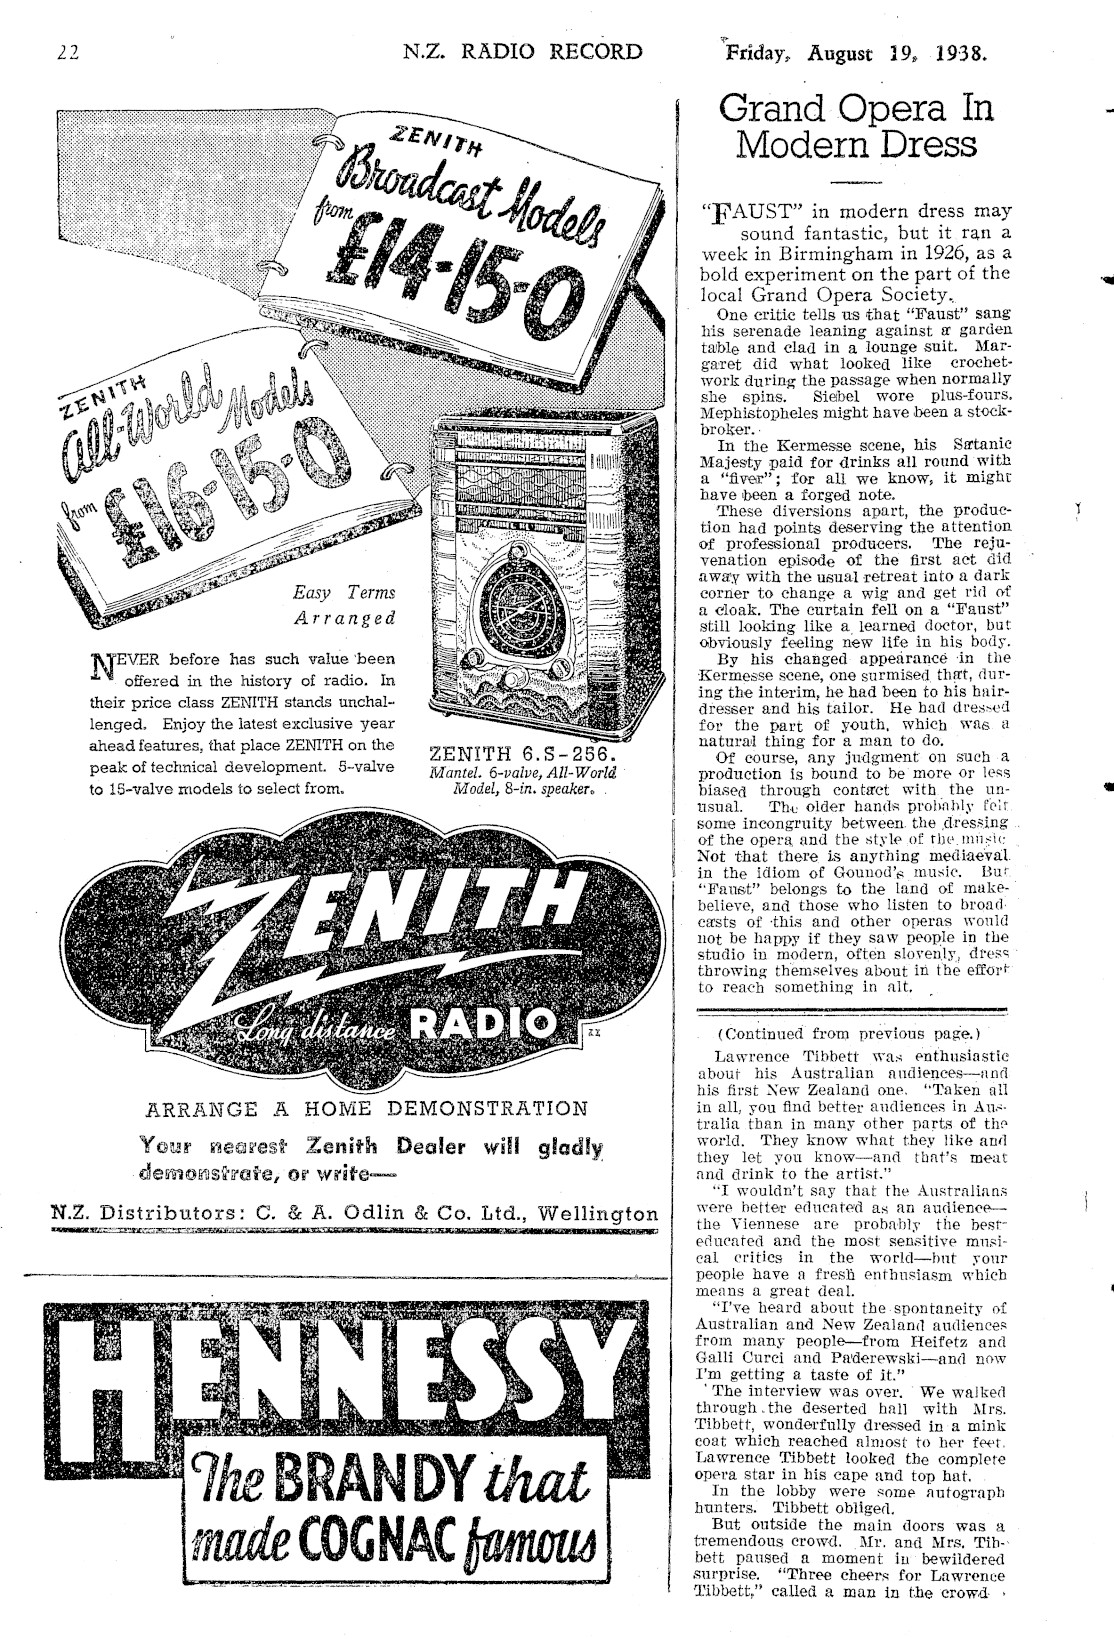 22
N.Z. RADIO RECORD
Friday, August 19, 1938.
ZENITH
Broadcast Models
from
£14-15-0
ZENITH
All-World Models
from
£16-15-0
Easy Terms
Arranged
NEVER before has such value been
offered in the history of radio. In
their price class ZENITH stands unchal-
lenged. Enjoy the latest exclusive year
ahead features, that place ZENITH on the
peak of technical development. 5-valve
to 15-valve models to select from.
ZENITH 6.S-256.
Mantel. 6-valve, All-World
Model, 8-in. speaker.
ZENITH
Long distance RADIO
ZX
ARRANGE A HOME DEMONSTRATION
Your nearest Zenith Dealer will gladly
demonstrate, or write—
N.Z. Distributors: C. & A. Odlin & Co. Ltd., Wellington
HENNESSY
The BRANDY that
made COGNAC famous
Grand Opera In
Modern Dress
“FAUST” in modern dress may
sound fantastic, but it ran a
week in Birmingham in 1926, as a
bold experiment on the part of the
local Grand Opera Society.
One critic tells us that “Faust” sang
his serenade leaning against a garden
table and clad in a lounge suit. Mar-
garet did what looked like crochet-
work during the passage when normally
she spins. Siebel wore plus-fours.
Mephistopheles might have been a stock-
broker.
In the Kermesse scene, his Satanic
Majesty paid for drinks all round with
a “fiver”; for all we know, it might
have been a forged note.
These diversions apart, the produc-
tion had points deserving the attention
of professional producers. The reju-
venation episode of the first act did
away with the usual retreat into a dark
corner to change a wig and get rid of
a cloak. The curtain fell on a “Faust”
still looking like a learned doctor, but
obviously feeling new life in his body.
By his changed appearance in the
Kermesse scene, one surmised that, dur-
ing the interim, he had been to his hair-
dresser and his tailor. He had dressed
for the part of youth, which was a
natural thing for a man to do.
Of course, any judgment on such a
production is bound to be more or less
biased through contact with the un-
usual. The older hands probably felt
some incongruity between the dressing
of the opera and the style of the music.
Not that there is anything mediaeval
in the idiom of Gounod's music. But
“Faust” belongs to the land of make-
believe, and those who listen to broad-
casts of this and other operas would
not be happy if they saw people in the
studio in modern, often slovenly, dress
throwing themselves about in the effort
to reach something in alt.
(Continued from previous page.)
Lawrence Tibbett was enthusiastic
about his Australian audiences—and
his first New Zealand one. “Taken all
in all, you find better audiences in Aus-
tralia than in many other parts of the
world. They know what they like and
they let you know—and that's meat
and drink to the artist.”
“I wouldn't say that the Australians
were better educated as an audience—
the Viennese are probably the best-
educated and the most sensitive musi-
cal critics in the world—but your
people have a fresh enthusiasm which
means a great deal.
“I've heard about the spontaneity of
Australian and New Zealand audiences
from many people—from Heifetz and
Galli Curci and Paderewski—and now
I'm getting a taste of it.”
The interview was over. We walked
through the deserted hall with Mrs.
Tibbett, wonderfully dressed in a mink
coat which reached almost to her feet.
Lawrence Tibbett looked the complete
opera star in his cape and top hat.
In the lobby were some autograph
hunters. Tibbett obliged.
But outside the main doors was a
tremendous crowd. Mr. and Mrs. Tib-
bett paused a moment in bewildered
surprise. “Three cheers for Lawrence
Tibbett,” called a man in the crowd